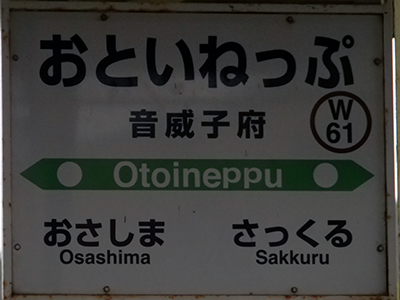 おといねっぷ
音威子府
W
61
Otoineppu
おさしま さっくる
Osashima Sakkuru